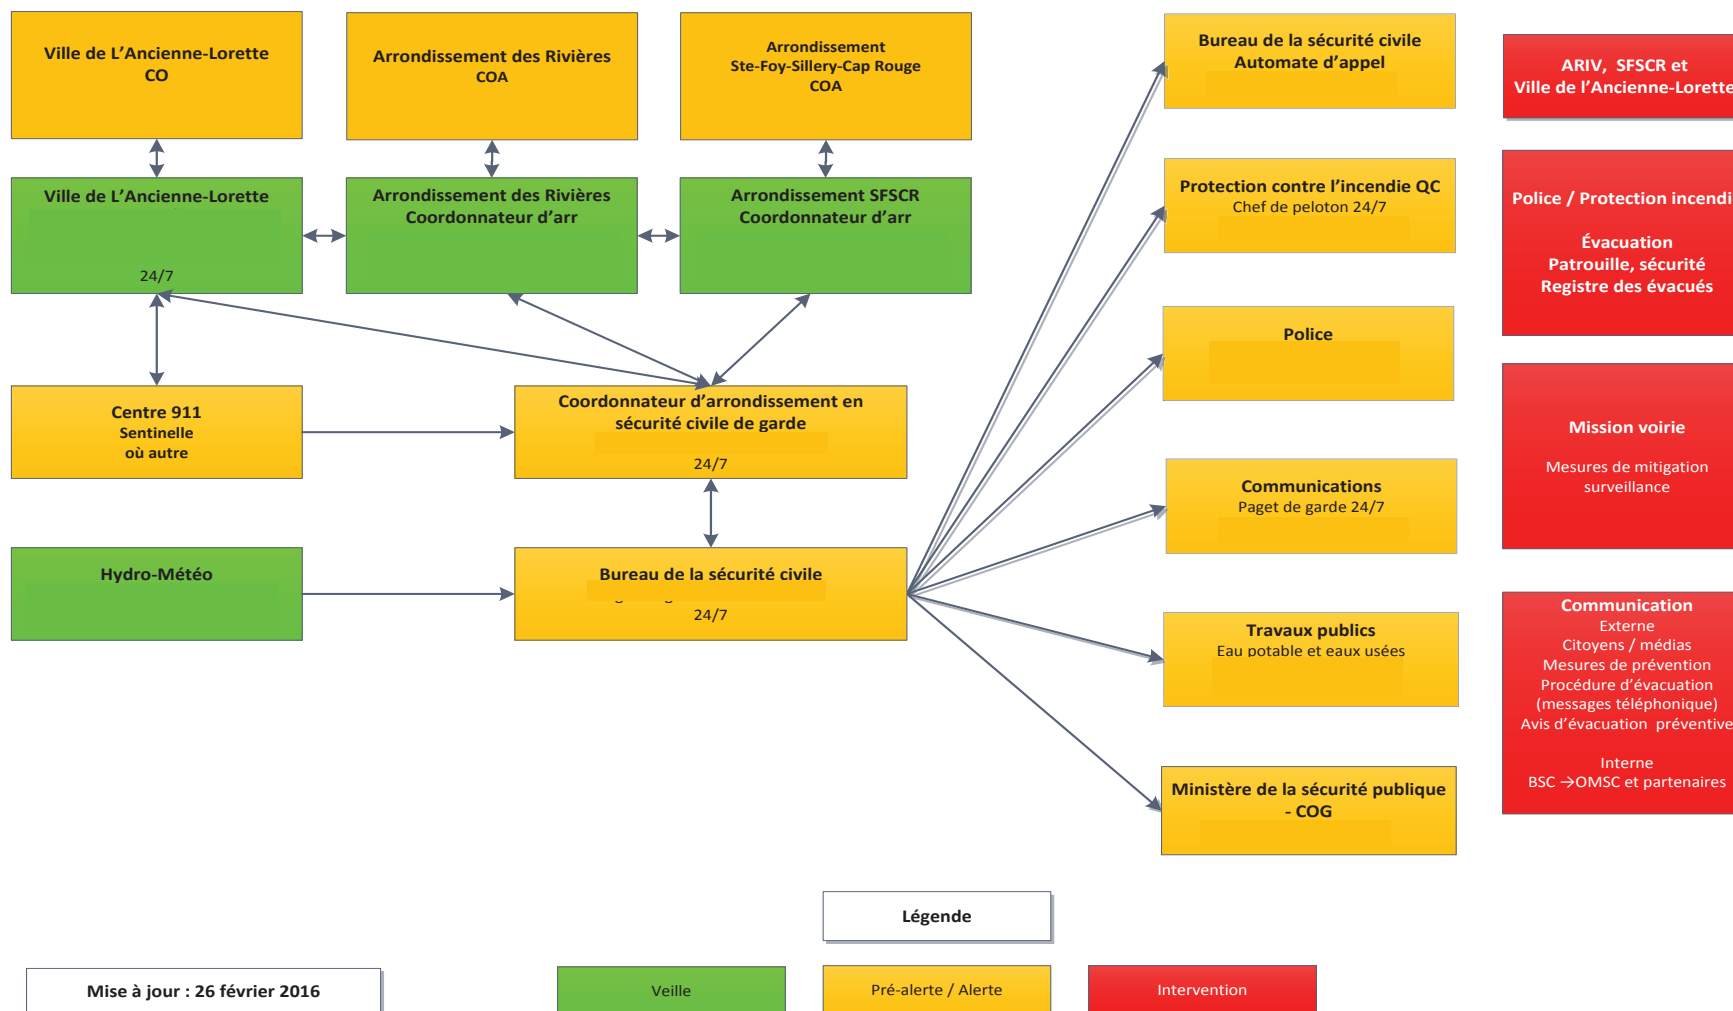 Ville de L'Ancienne-Lorette
CO
Arrondissement des Rivières
COA
Arrondissement
Ste-Foy-Sillery-Cap Rouge
COA
Ville de L'Ancienne-Lorette
24/7
Arrondissement des Rivières
Coordonnateur d'arr
Arrondissement SFSCR
Coordonnateur d'arr
Centre 911
Sentinelle
où autre
Coordonnateur d'arrondissement en
sécurité civile de garde
24/7
Hydro-Météo
Bureau de la sécurité civile
24/7
Bureau de la sécurité civile
Automate d'appel
Protection contre l'incendie QC
Chef de peloton 24/7
Police
Communications
Paget de garde 24/7
Travaux publics
Eau potable et eaux usées
Ministère de la sécurité publique
- COG
ARIV, SFSCR et
Ville de l'Ancienne-Lorette
Police / Protection incendi
Évacuation
Patrouille, sécurité
Registre des évacués
Mission voirie
Mesures de mitigation
surveillance
Communication
Externe
Citoyens / médias
Mesures de prévention
Procédure d'évacuation
(messages téléphonique)
Avis d'évacuation préventive
Interne
BSC →OMSC et partenaires
Légende
Mise à jour : 26 février 2016
Veille
Pré-alerte / Alerte
Intervention